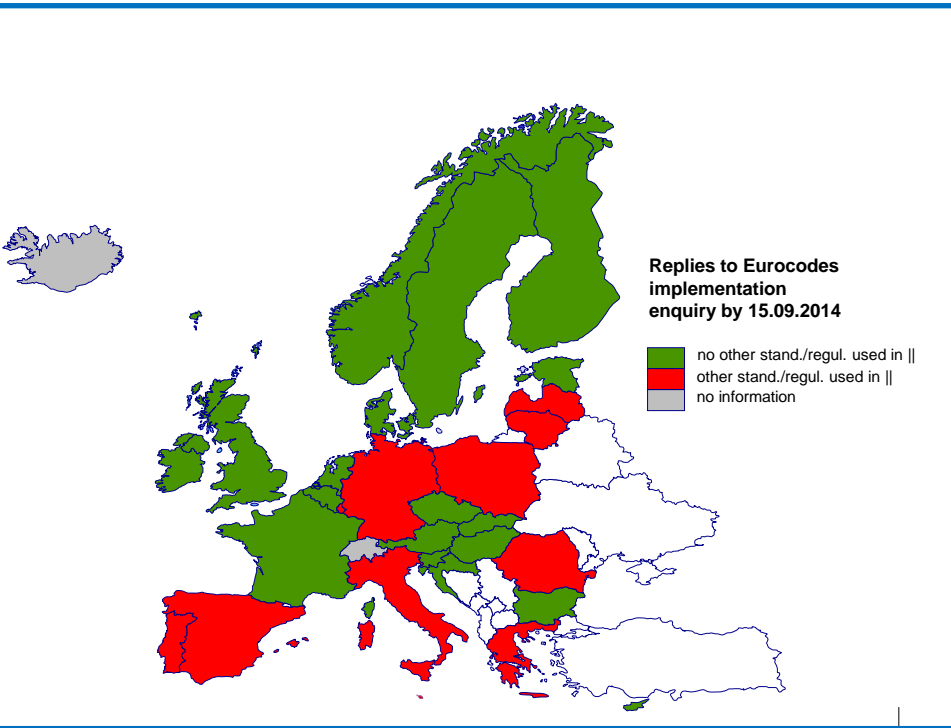 Replies to Eurocodes
implementation
enquiry by 15.09.2014
no other stand./regul. used in ||
other stand./regul. used in ||
no information